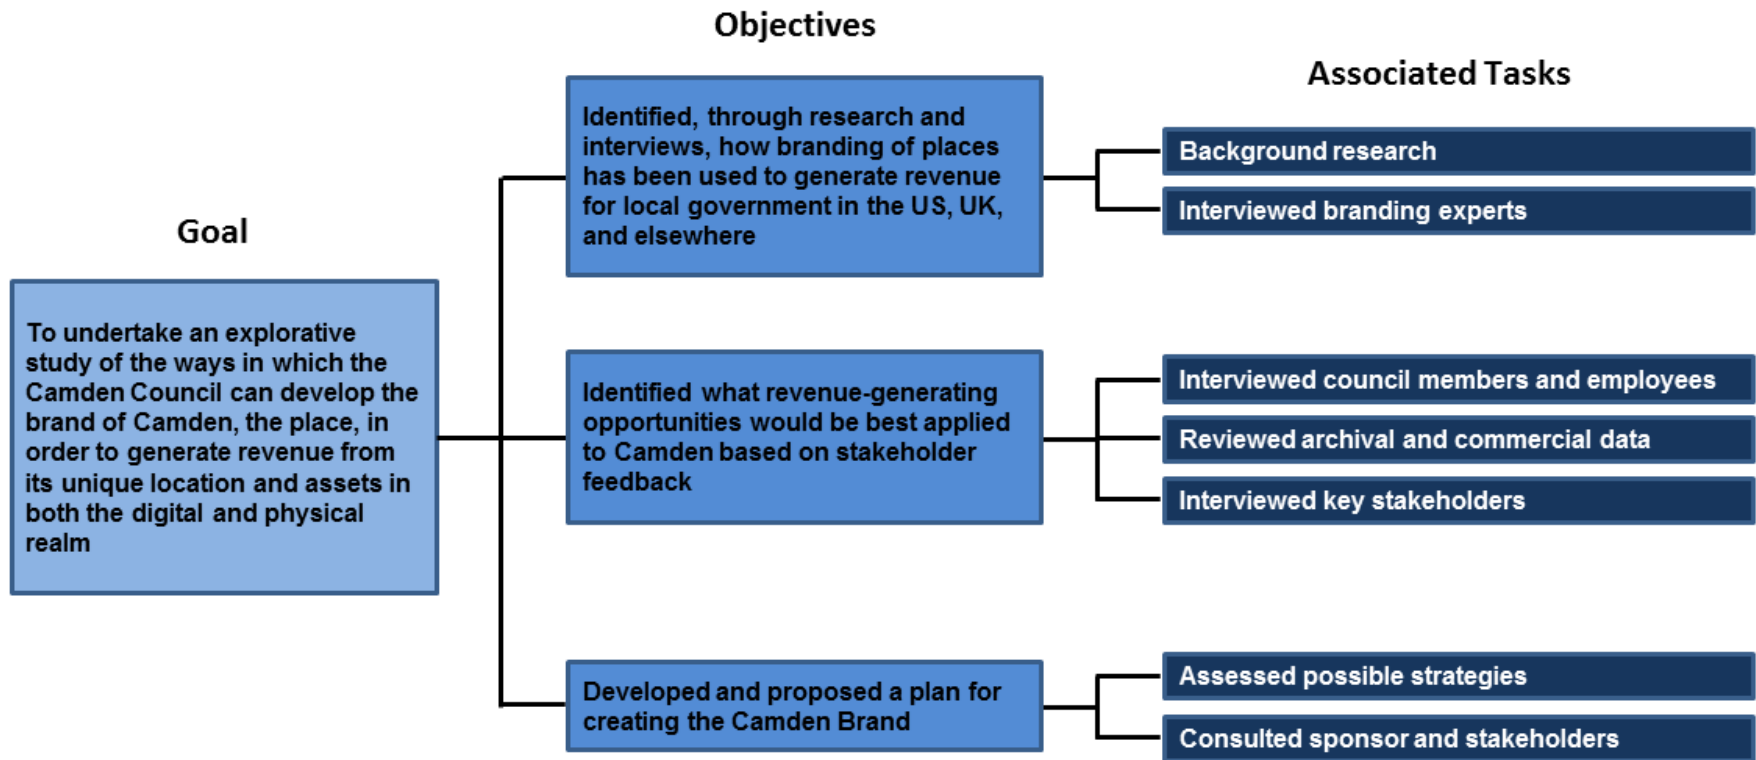 Objectives
Associated Tasks
Goal
To undertake an explorative
study of the ways in which the
Camden Council can develop the
brand of Camden, the place, in
order to generate revenue from
its unique location and assets in
both the digital and physical
realm
Identified, through research and
interviews, how branding of places
has been used to generate revenue
for local government in the US, UK,
and elsewhere
Background research
Interviewed branding experts
Identified what revenue-generating
opportunities would be best applied
to Camden based on stakeholder
feedback
Interviewed council members and employees
Reviewed archival and commercial data
Interviewed key stakeholders
Developed and proposed a plan for
creating the Camden Brand
Assessed possible strategies
Consulted sponsor and stakeholders